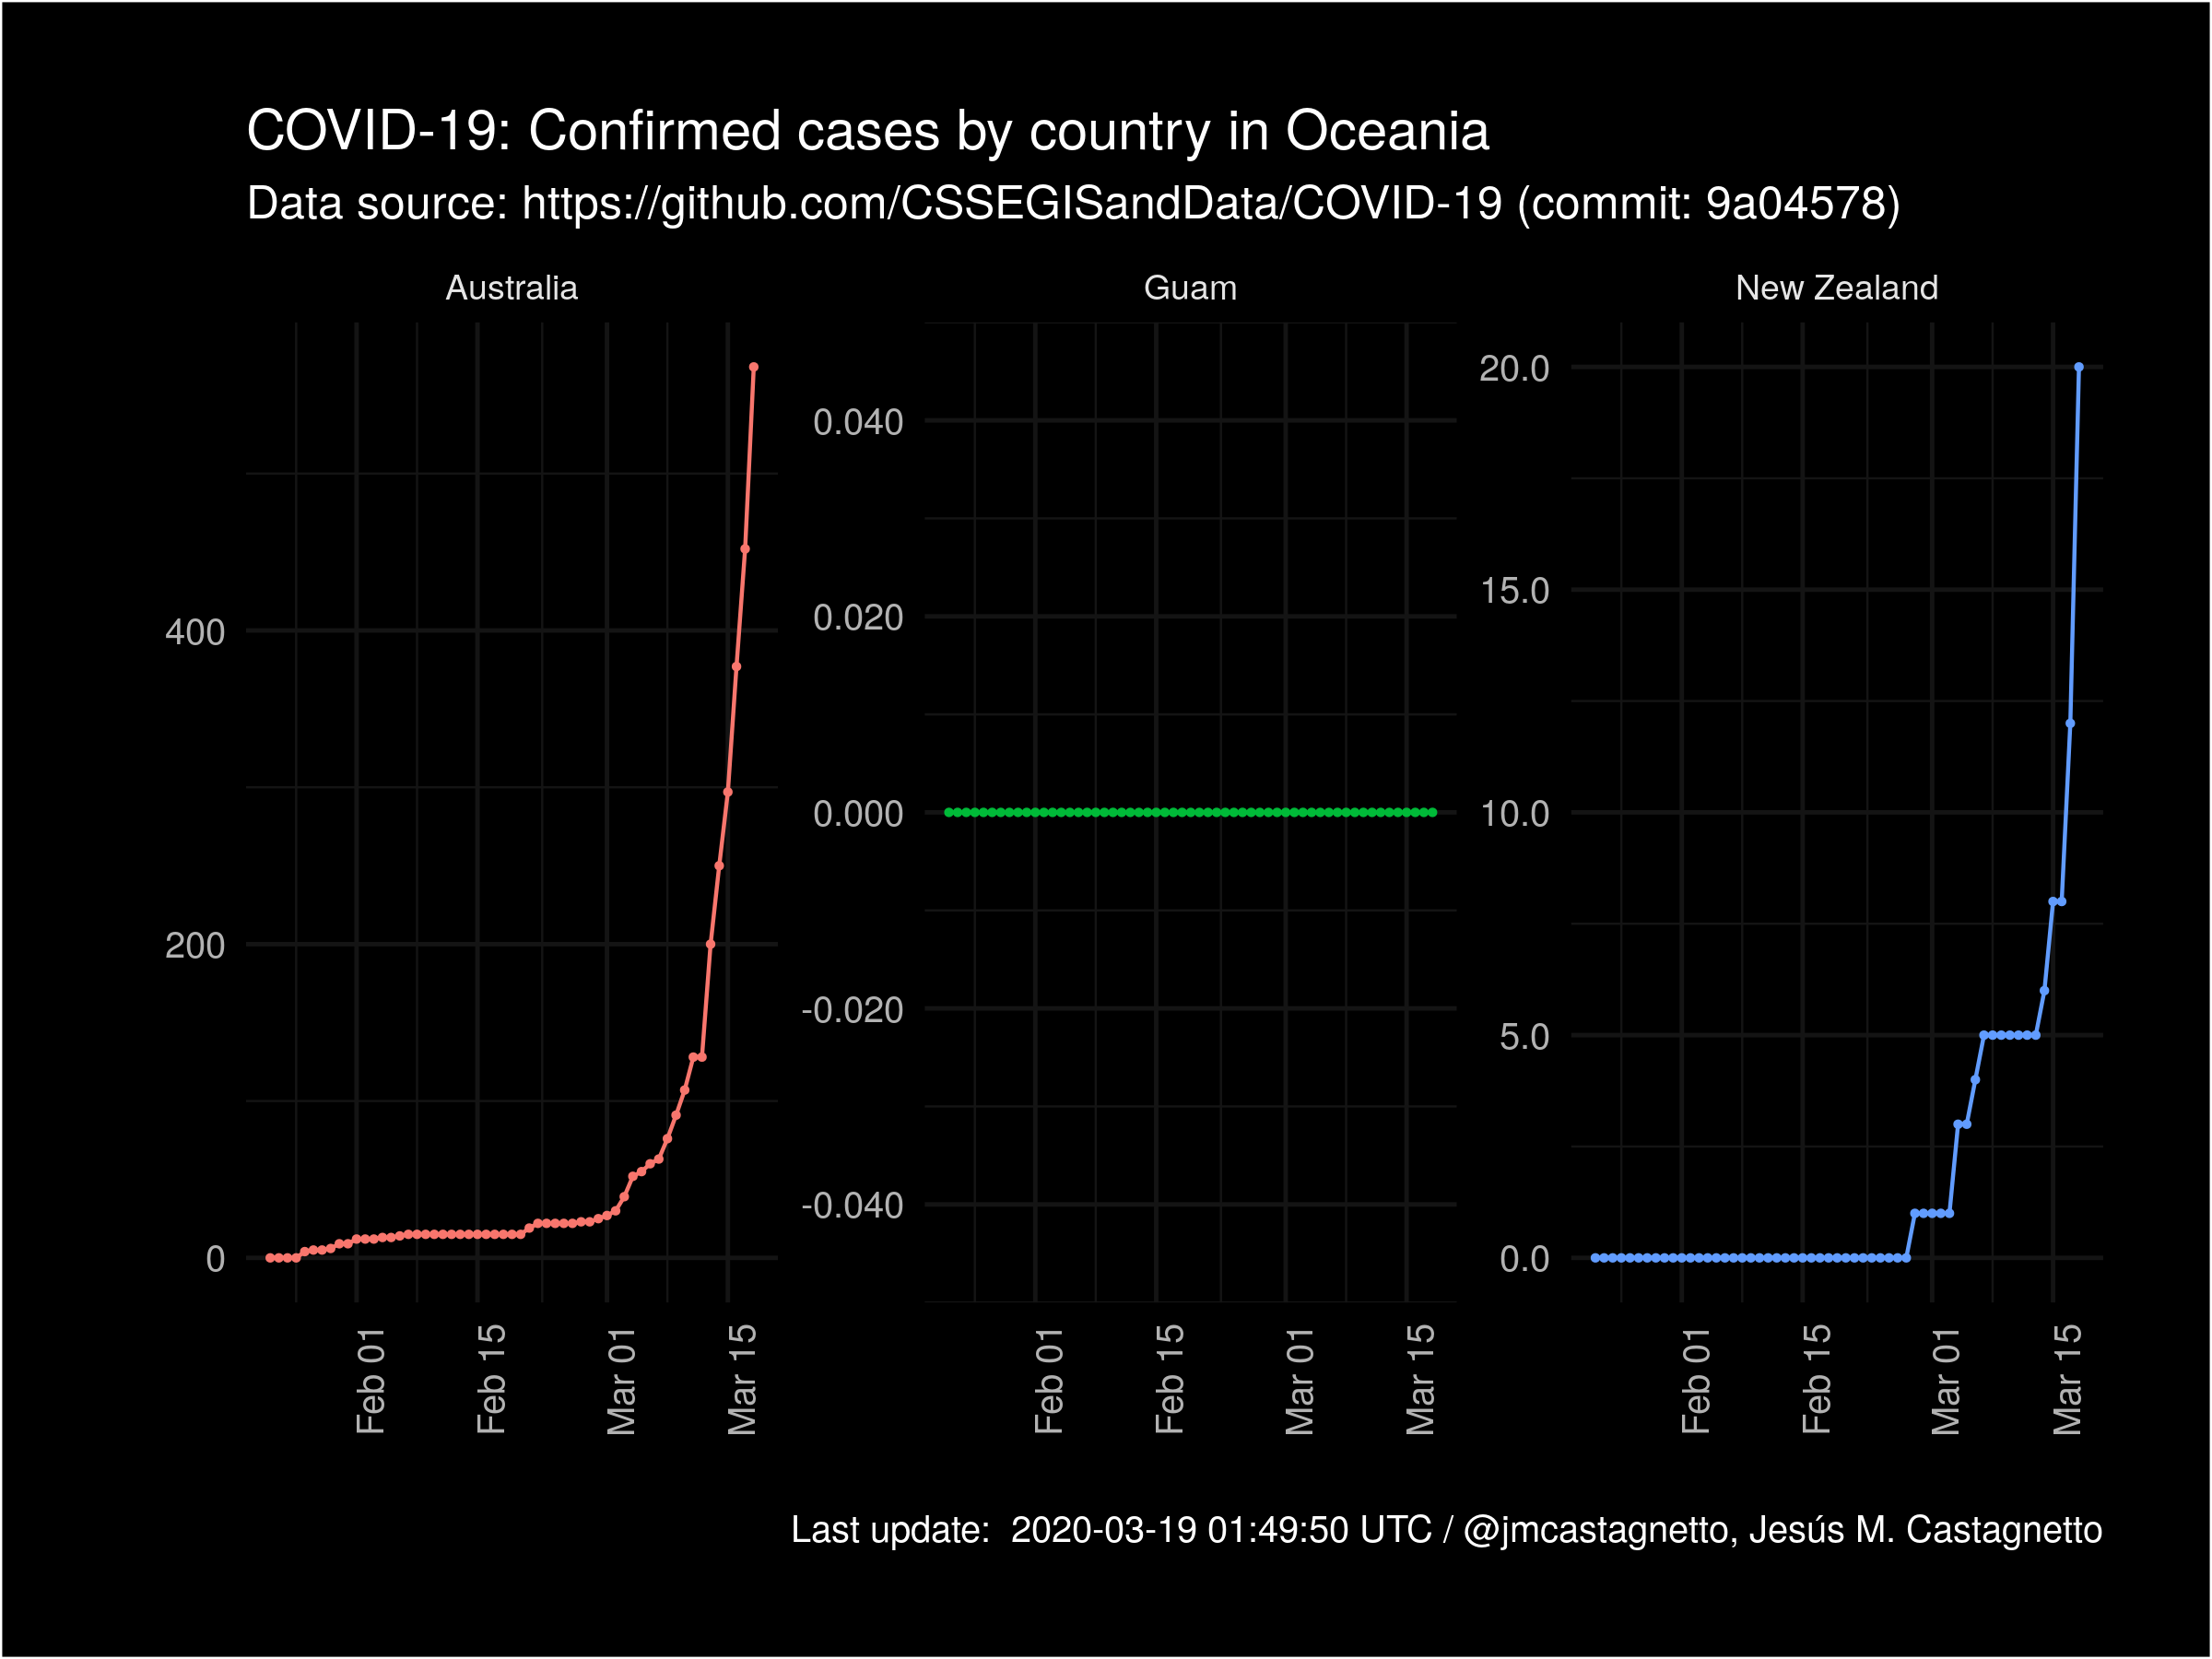 COVID-19: Confirmed cases by country in Oceania
Data source: https://github.com/CSSEGISandData/COVID-19 (commit: 9a04578)
Australia
Guam
New Zealand
400
200
0
0.040
0.020
0.000
-0.020
-0.040
20.0
15.0
10.0
5.0
0.0
Feb 01
Feb 15
Mar 01
Mar 15
Feb 01
Feb 15
Mar 01
Mar 15
Feb 01
Feb 15
Mar 01
Mar 15
Last update:  2020-03-19 01:49:50 UTC / @jmcastagnetto, Jesús M. Castagnetto